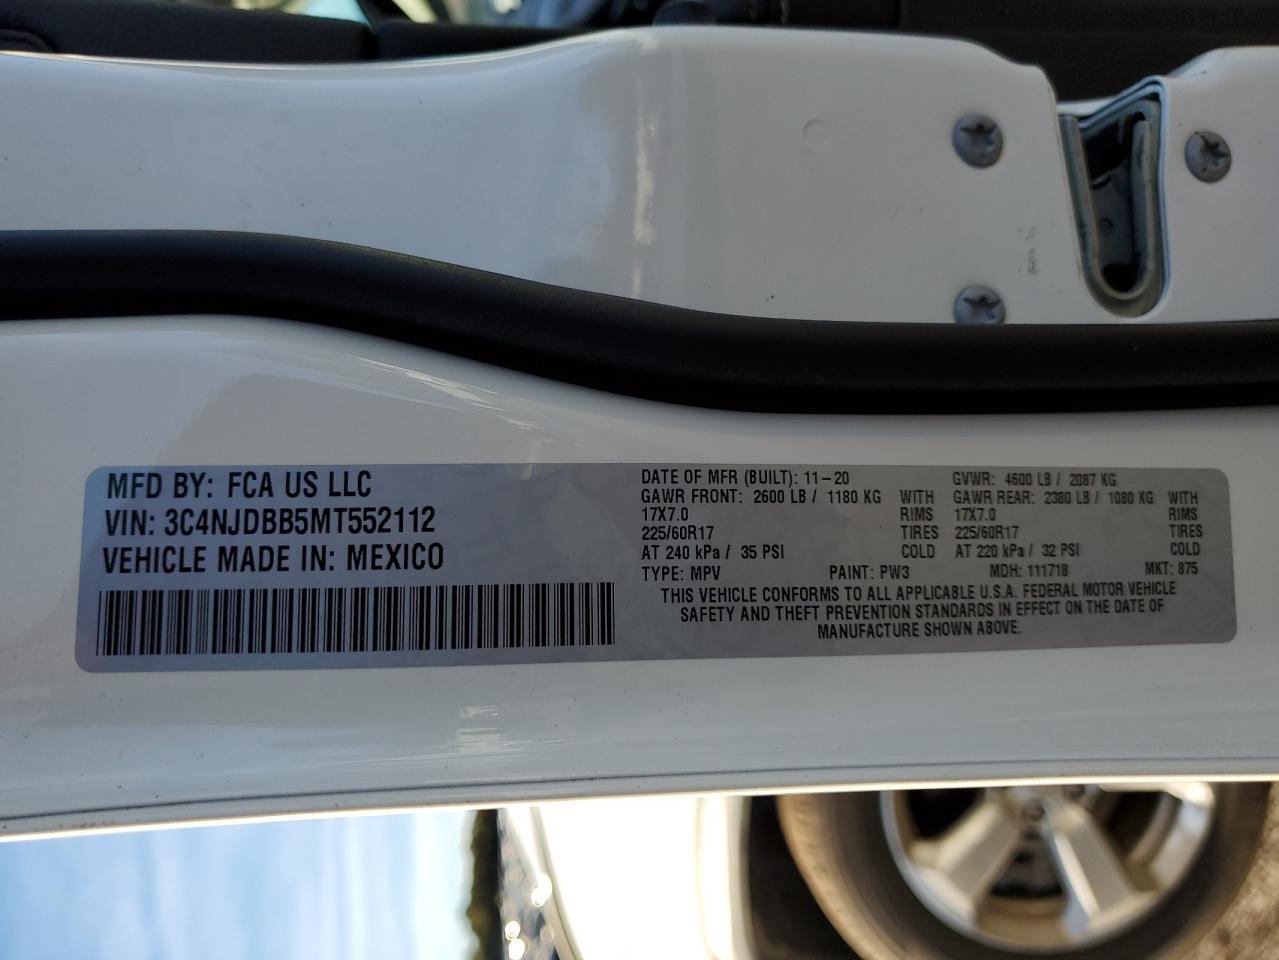 MFD BY: FCA US LLC
VIN: 3C4NJDBB5MT552112
VEHICLE MADE IN: MEXICO
DATE OF MFR (BUILT): 11-20 GVWR: 4600 LB / 2087 KG
GAWR FRONT: 2600 LB / 1180 KG WITH GAWR REAR: 2380 LB / 1080 KG WITH
17X7.0 RIMS 17X7.0 RIMS
225/60R17 TIRES 225/60R17 TIRES
AT 240 kPa / 35 PSI COLD AT 220 kPa / 32 PSI COLD
TYPE: MPV PAINT: PW3 MDH: 111718 MKT: 875
THIS VEHICLE CONFORMS TO ALL APPLICABLE U.S.A. FEDERAL MOTOR VEHICLE
SAFETY AND THEFT PREVENTION STANDARDS IN EFFECT ON THE DATE OF
MANUFACTURE SHOWN ABOVE.